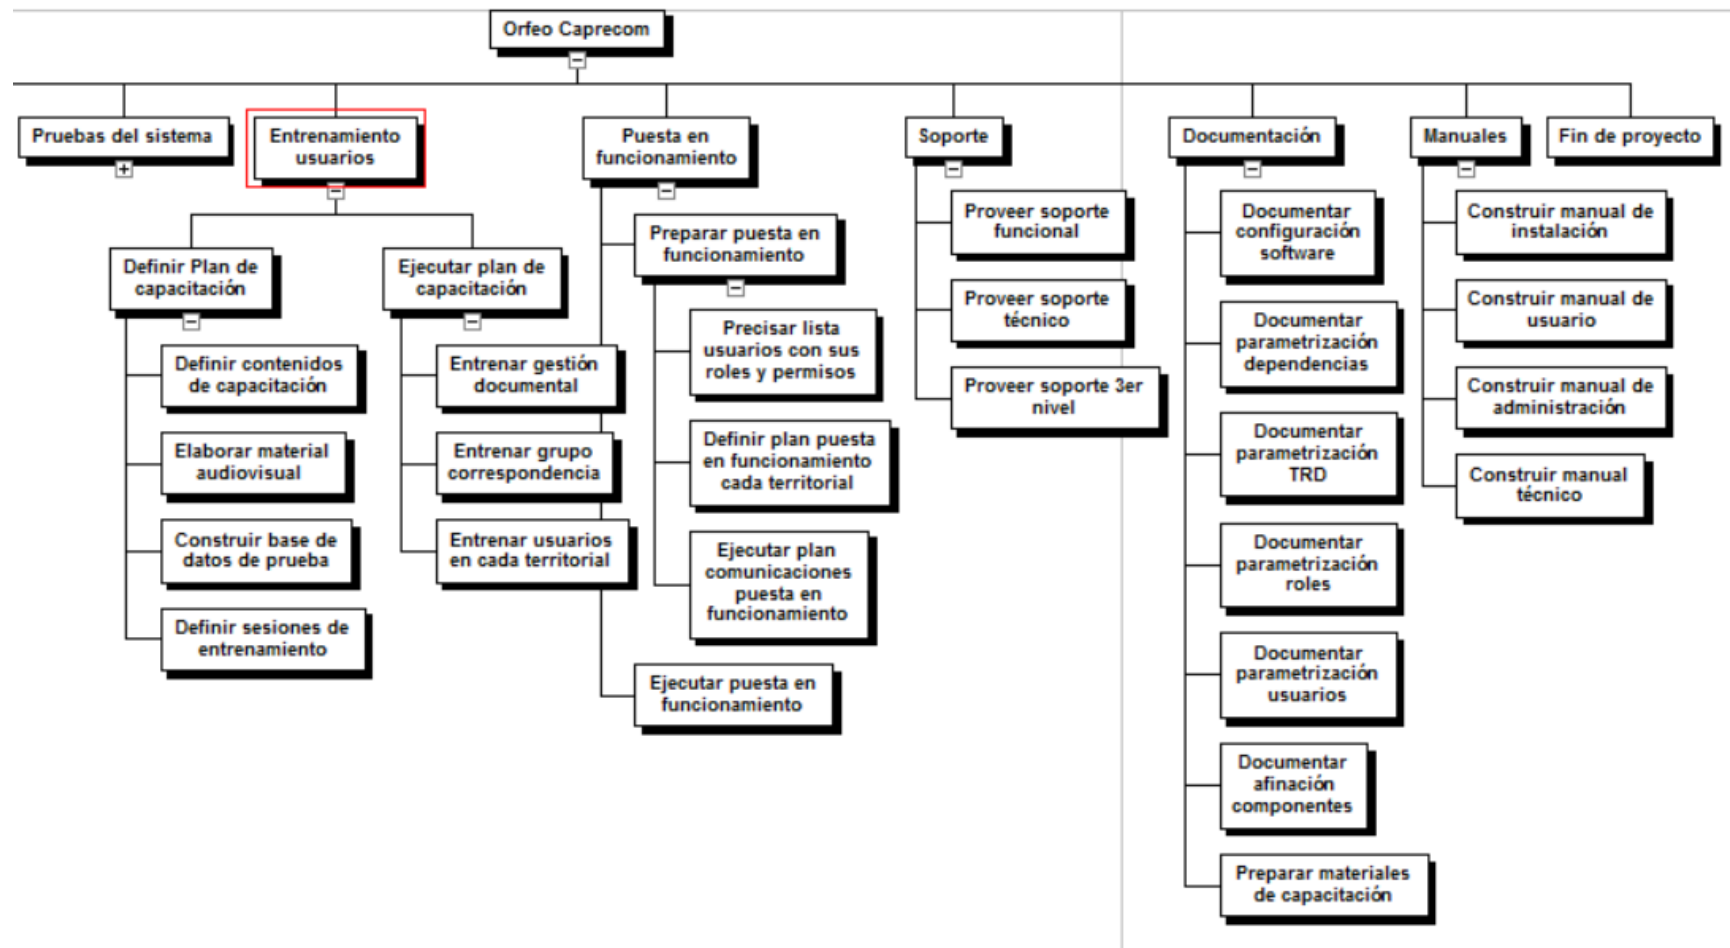 Orfeo Caprecom
Pruebas del sistema
Entrenamiento
usuarios
Definir Plan de
capacitación
Definir contenidos
de capacitación
Elaborar material
audiovisual
Construir base de
datos de prueba
Definir sesiones de
entrenamiento
Ejecutar plan de
capacitación
Entrenar gestión
documental
Entrenar grupo
correspondencia
Entrenar usuarios
en cada territorial
Puesta en
funcionamiento
Preparar puesta en
funcionamiento
Precisar lista
usuarios con sus
roles y permisos
Definir plan puesta
en funcionamiento
cada territorial
Ejecutar plan
comunicaciones
puesta en
funcionamiento
Ejecutar puesta en
funcionamiento
Soporte
Proveer soporte
funcional
Proveer soporte
técnico
Proveer soporte 3er
nivel
Documentación
Documentar
configuración
software
Documentar
parametrización
dependencias
Documentar
parametrización
TRD
Documentar
parametrización
roles
Documentar
parametrización
usuarios
Documentar
afinación
componentes
Preparar materiales
de capacitación
Manuales
Construir manual de
instalación
Construir manual de
usuario
Construir manual de
administración
Construir manual
técnico
Fin de proyecto